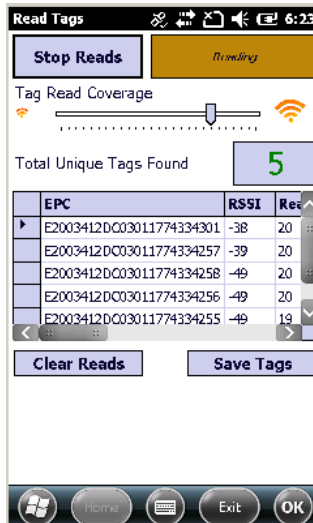 Read Tags 6:23
Stop Reads Reading
Tag Read Coverage
Total Unique Tags Found 5
EPC RSSI Rea
E2003412DC03011774334301 -38 20
E2003412DC03011774334257 -39 20
E2003412DC03011774334258 -49 20
E2003412DC03011774334256 -49 20
E2003412DC03011774334255 -49 19
Clear Reads Save Tags
Home Exit OK